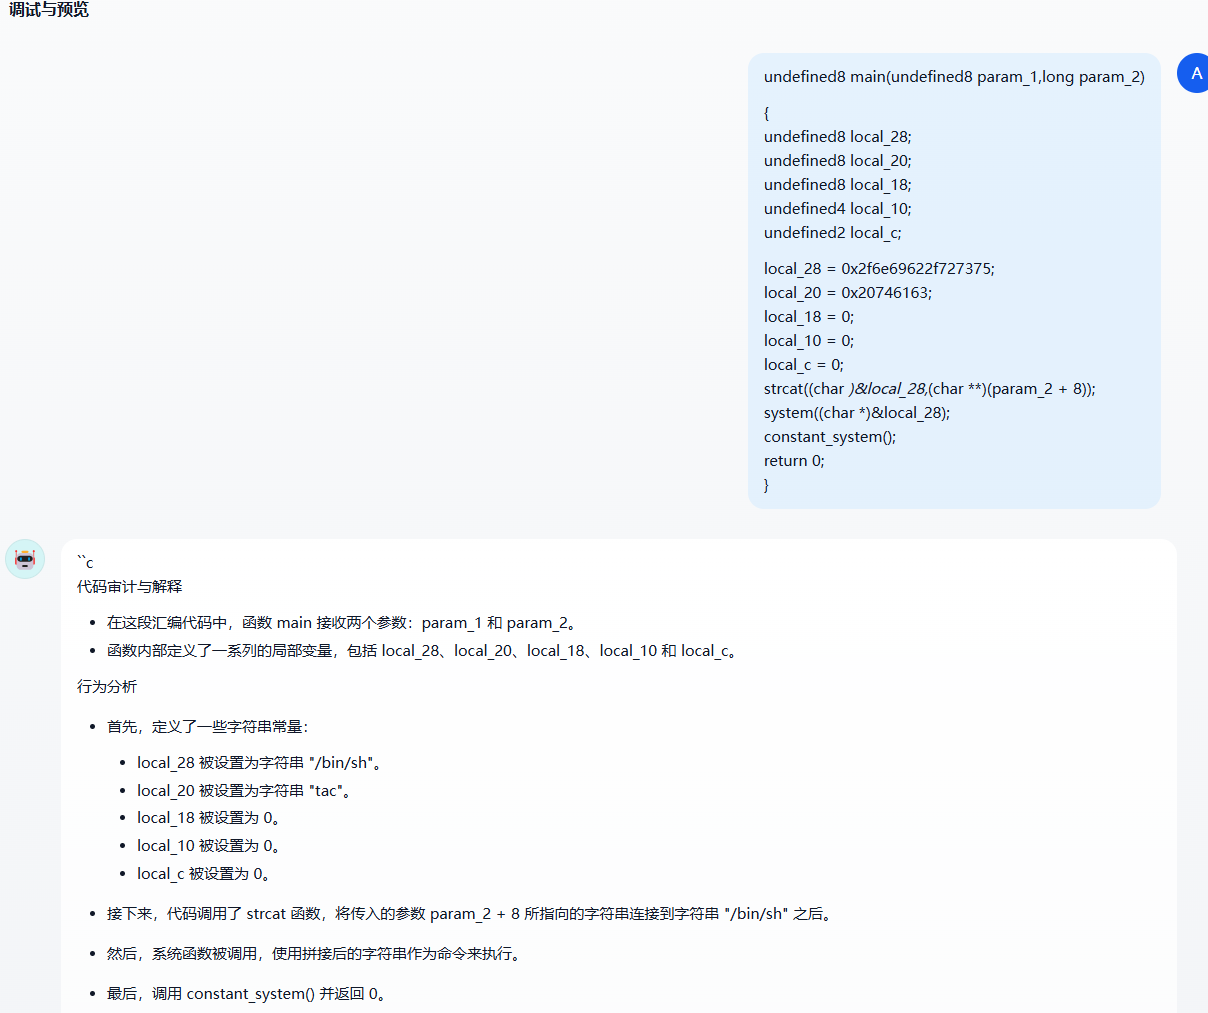 调试与预览
undefined8 main(undefined8 param_1,long param_2)
A
{
undefined8 local_28;
undefined8 local_20;
undefined8 local_18;
undefined4 local_10;
undefined2 local_c;
local_28 = 0x2f6e69622f727375;
local_20 = 0x20746163;
local_18 = 0;
local_10 = 0;
local_c = 0;
strcat((char )&local_28,(char **)(param_2 + 8));
system((char *)&local_28);
constant_system();
return 0;
}
``c
代码审计与解释
• 在这段汇编代码中，函数 main 接收两个参数：param_1 和 param_2。
• 函数内部定义了一系列的局部变量，包括 local_28、local_20、local_18、local_10 和 local_c。
行为分析
• 首先，定义了一些字符串常量：
• local_28 被设置为字符串 "/bin/sh"。
• local_20 被设置为字符串 "tac"。
• local_18 被设置为 0。
• local_10 被设置为 0。
• local_c 被设置为 0。
• 接下来，代码调用了 strcat 函数，将传入的参数 param_2 + 8 所指向的字符串连接到字符串 "/bin/sh" 之后。
• 然后，系统函数被调用，使用拼接后的字符串作为命令来执行。
• 最后，调用 constant_system() 并返回 0。